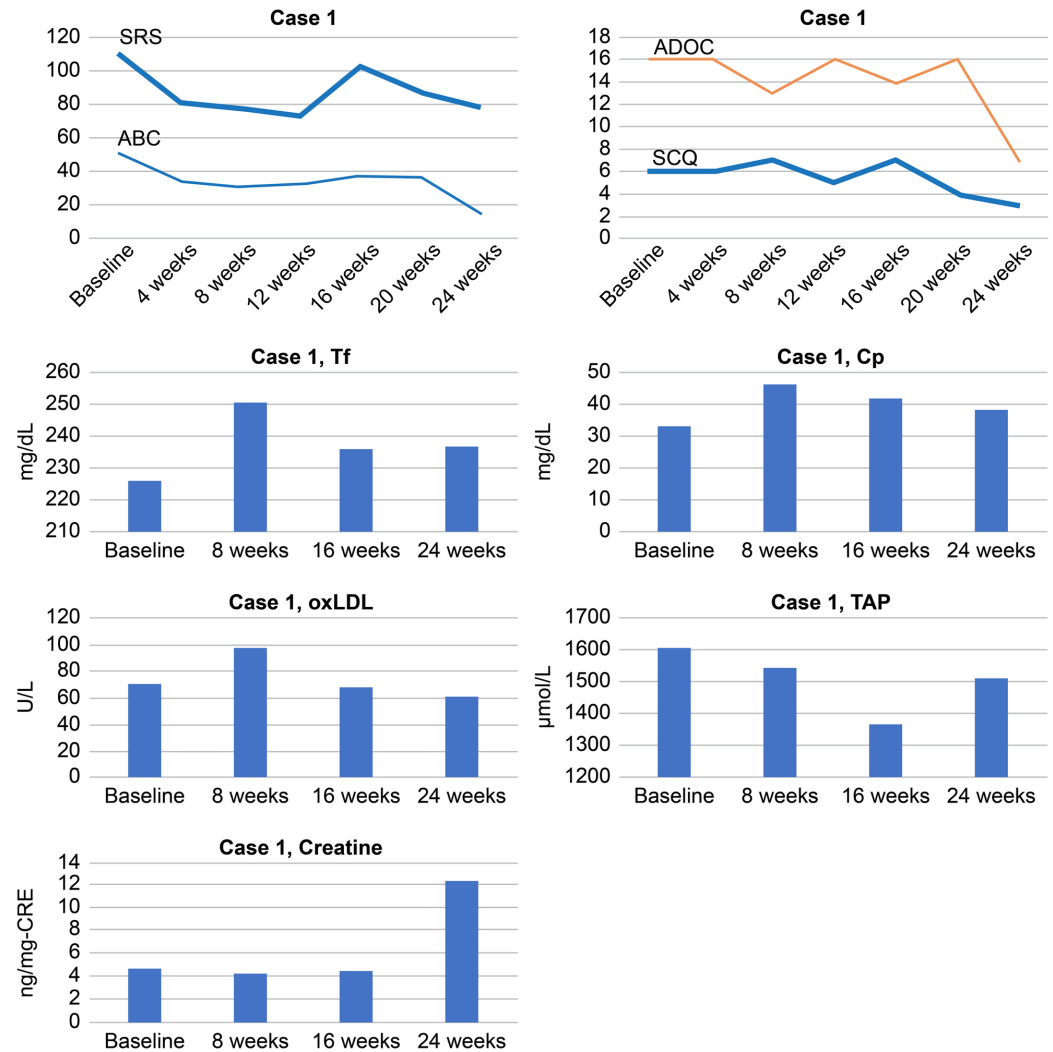 Case 1
120
100
80
60
40
20
0
SRS
ABC
Baseline
4 weeks
8 weeks
12 weeks
16 weeks
20 weeks
24 weeks
Case 1
18
16
14
12
10
8
6
4
2
0
ADOC
SCQ
Baseline
4 weeks
8 weeks
12 weeks
16 weeks
20 weeks
24 weeks
Case 1, Tf
mg/dL
260
250
240
230
220
210
Baseline 8 weeks 16 weeks 24 weeks
Case 1, Cp
mg/dL
50
40
30
20
10
0
Baseline 8 weeks 16 weeks 24 weeks
Case 1, oxLDL
U/L
120
100
80
60
40
20
0
Baseline 8 weeks 16 weeks 24 weeks
Case 1, TAP
µmol/L
1700
1600
1500
1400
1300
1200
Baseline 8 weeks 16 weeks 24 weeks
Case 1, Creatine
ng/mg-CRE
14
12
10
8
6
4
2
0
Baseline 8 weeks 16 weeks 24 weeks